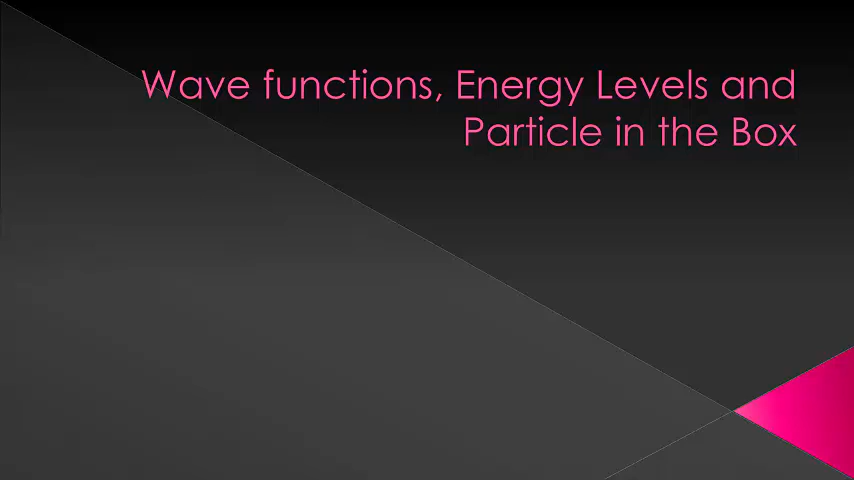 Wave functions, Energy Levels and
Particle in the Box